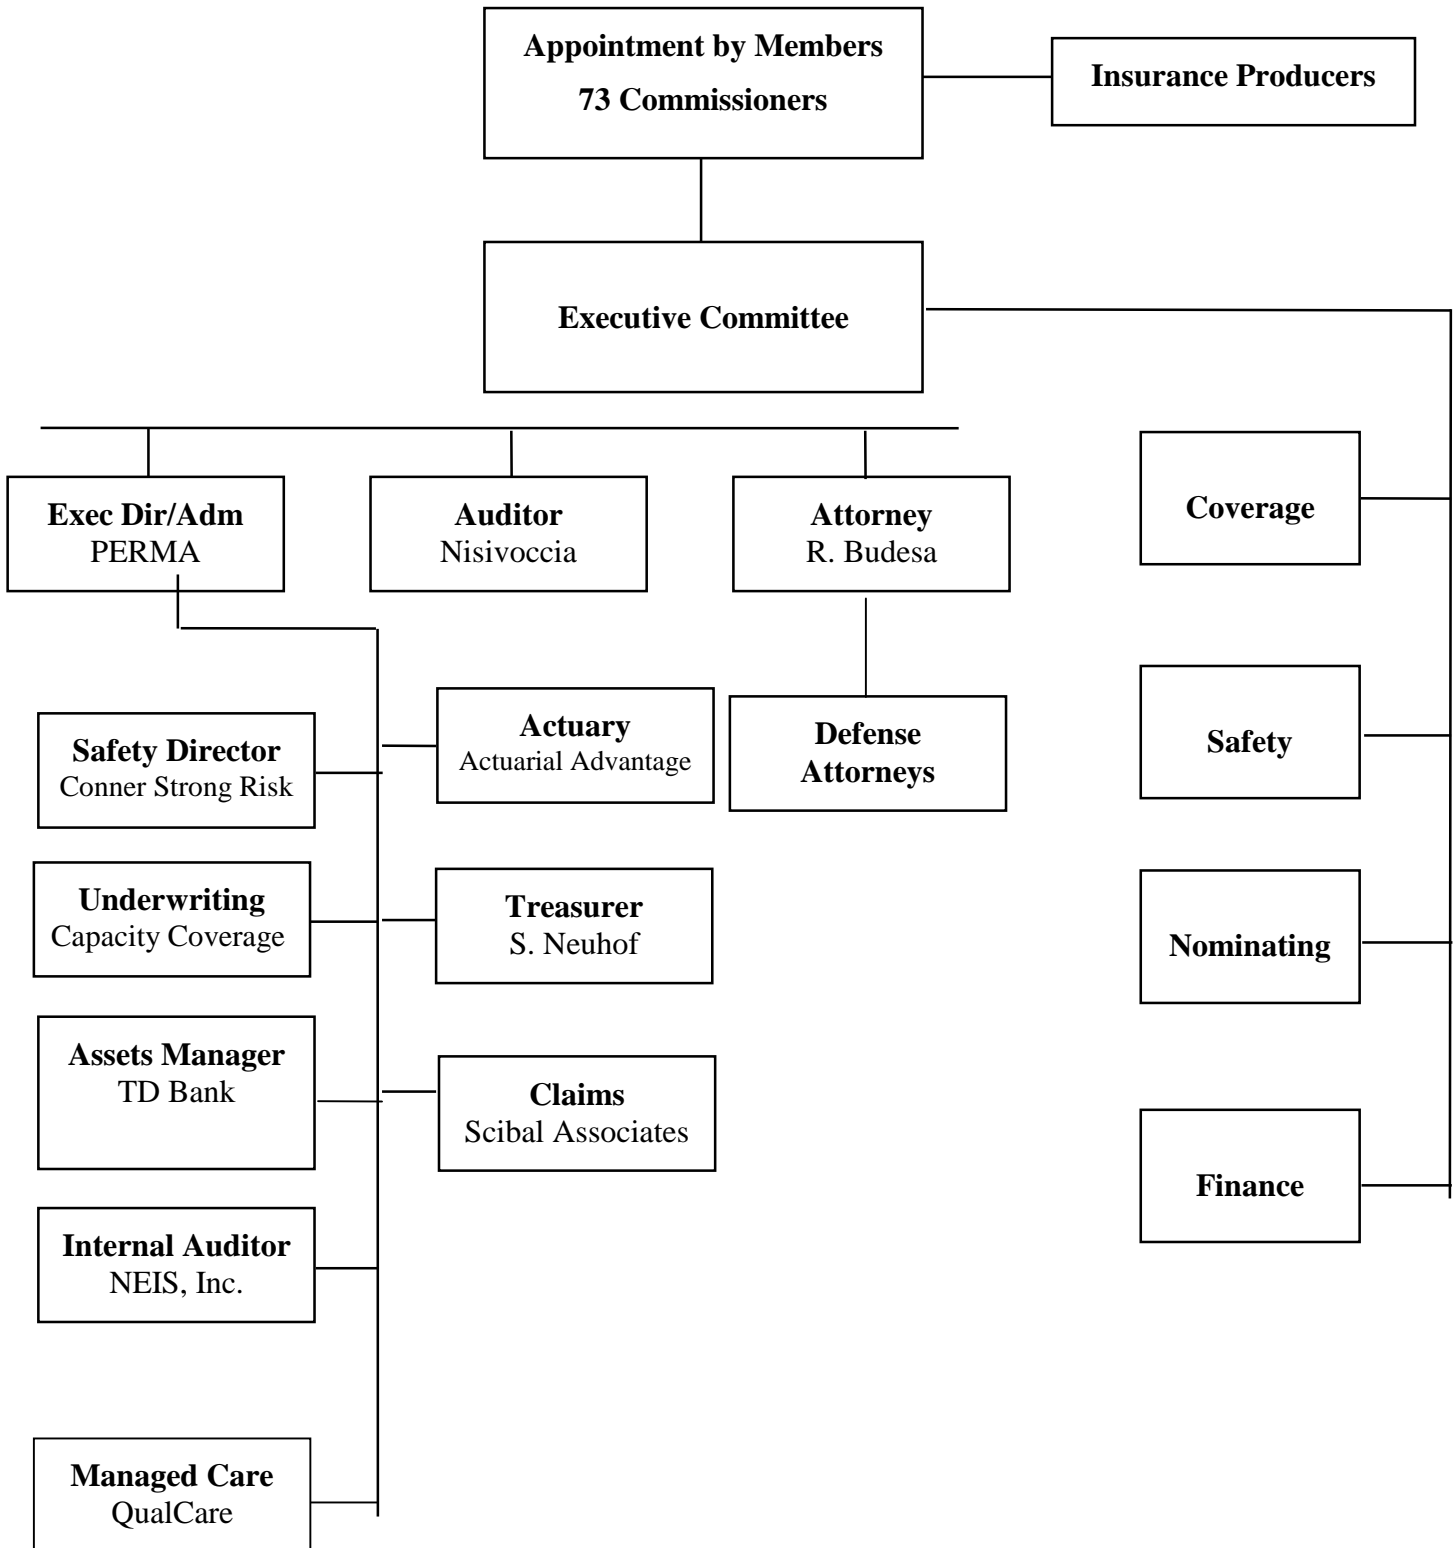 Appointment by Members
73 Commissioners
Insurance Producers
Executive Committee
Exec Dir/Adm
PERMA
Auditor
Nisivoccia
Attorney
R. Budesa
Coverage
Safety Director
Conner Strong Risk
Actuary
Actuarial Advantage
Defense
Attorneys
Safety
Underwriting
Capacity Coverage
Treasurer
S. Neuhof
Nominating
Assets Manager
TD Bank
Claims
Scibal Associates
Finance
Internal Auditor
NEIS, Inc.
Managed Care
QualCare